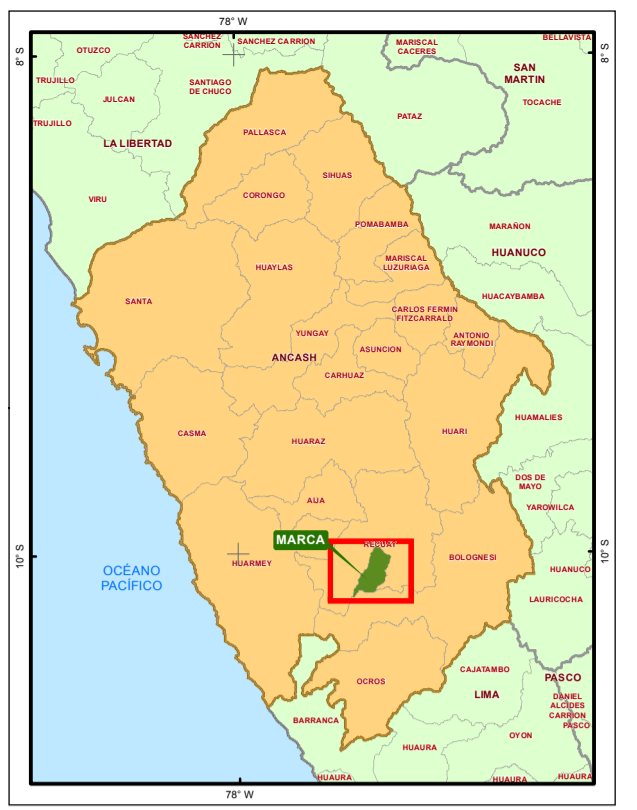 78° W
SANCHEZ
CARRIÓN
SANCHEZ CARRION
BELLAVISTA
MARISCAL
CACERES
OTUZCO
8° S
8° S
SAN
MARTIN
TRUJILLO
SANTIAGO
DE CHUCO
JULCAN
TOCACHE
TRUJILLO
PATAZ
PALLASCA
LA LIBERTAD
SIHUAS
CORONGO
VIRU
POMABAMBA
MARAÑON
HUANUCO
MARISCAL
LUZURIAGA
HUAYLAS
HUACAYBAMBA
SANTA
CARLOS FERMIN
FITZCARRALD
YUNGAY
ANTONIO
RAYMONDI
ASUNCION
ANCASH
CARHUAZ
HUAMALIES
CASMA
HUARI
HUARAZ
DOS DE
MAYO
AIJA
YAROWILCA
MARCA
RECUAY
BOLOGNESI
10° S
10° S
HUARMEY
OCÉANO
PACÍFICO
HUANUCO
LAURICOCHA
CAJATAMBO
OCROS
PASCO
LIMA
DANIEL
ALCIDES
CARRION
PASCO
BARRANCA
OYON
HUAURA
HUAURA
HUAURA
HUAURA
78° W